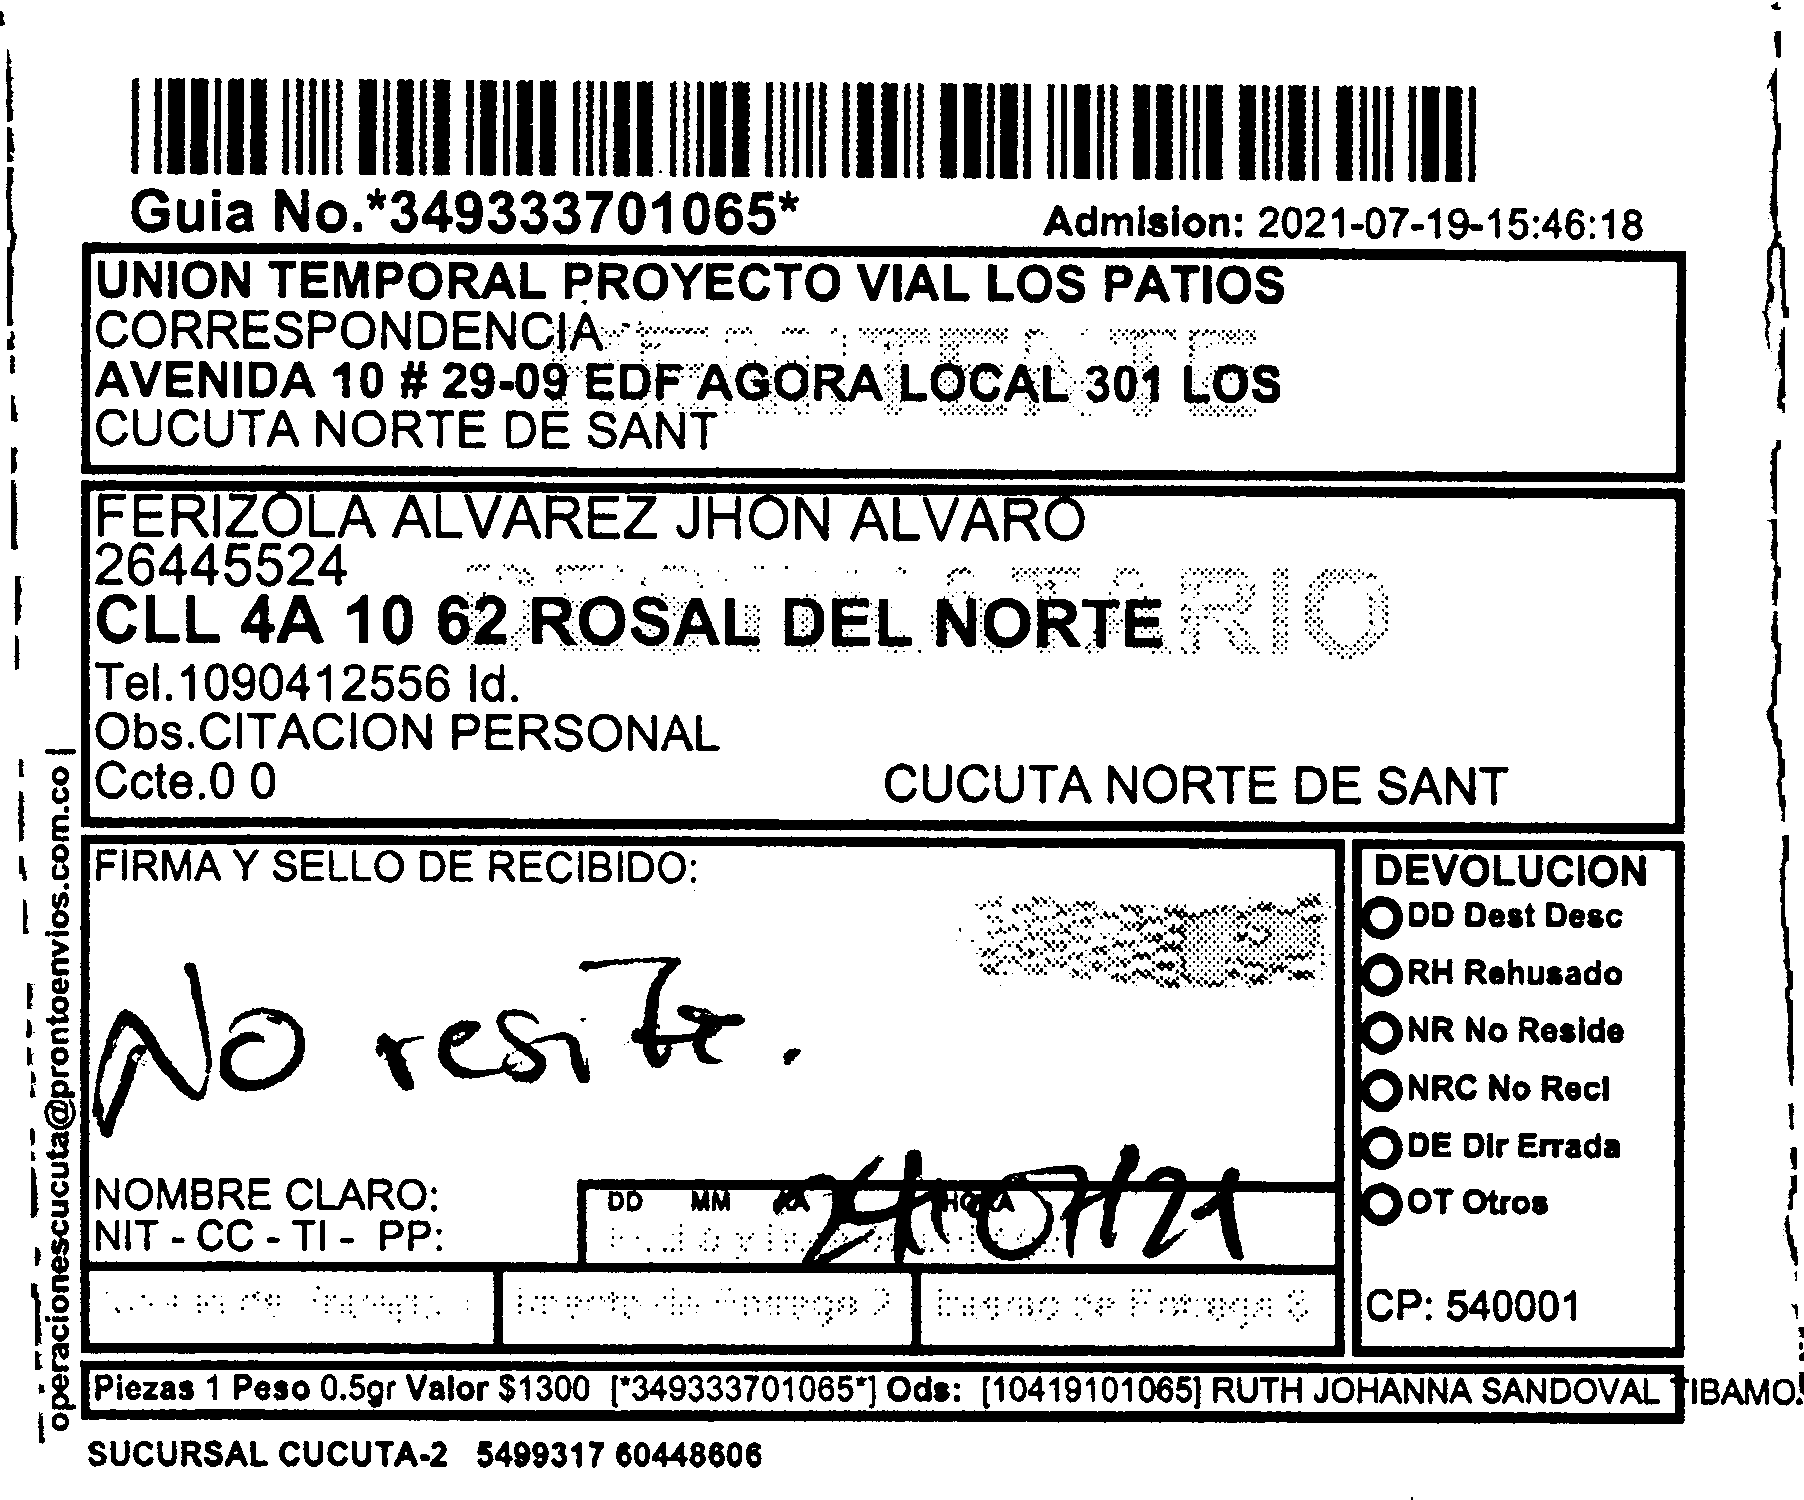 Guia No.*349333701065*
Admision: 2021-07-19-15:46:18
UNION TEMPORAL PROYECTO VIAL LOS PATIOS
CORRESPONDENCIA
AVENIDA 10 # 29-09 EDF AGORA LOCAL 301 LOS
CUCUTA NORTE DE SANT
REMITENTE
FERIZOLA ALVAREZ JHON ALVARO
26445524
CLL 4A 10 62 ROSAL DEL NORTE
DESTINATARIO
Tel.1090412556 Id.
Obs.CITACION PERSONAL
Ccte.0 0
CUCUTA NORTE DE SANT
FIRMA Y SELLO DE RECIBIDO:
No resite.
NOMBRE CLARO:
NIT - CC - TI - PP:
DD MM AA HORA
24/07/21
DEVOLUCION
DD Dest Desc
RH Rehusado
NR No Reside
NRC No Recl
DE Dir Errada
OT Otros
CP: 540001
Piezas 1 Peso 0.5gr Valor $1300 [*349333701065*] Ods: [10419101065] RUTH JOHANNA SANDOVAL TIBAMO.
SUCURSAL CUCUTA-2 5499317 60448606
operacionescucuta@prontoenvios.com.co |